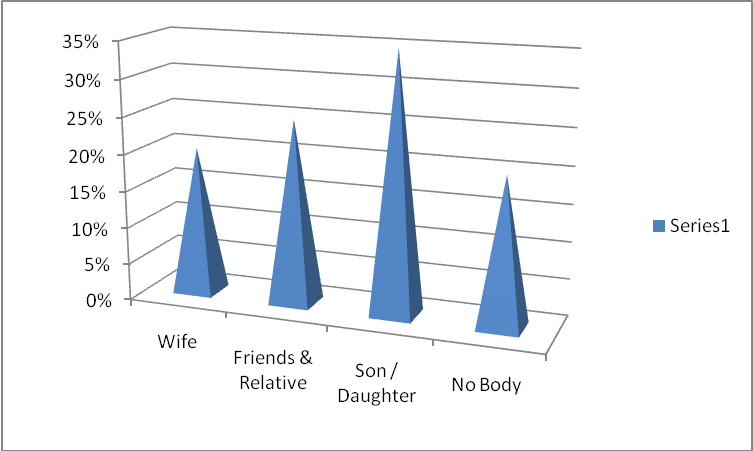 35%
30%
25%
20%
15%
10%
5%
0%
Wife
Friends &
Relative
Son /
Daughter
No Body
Series1